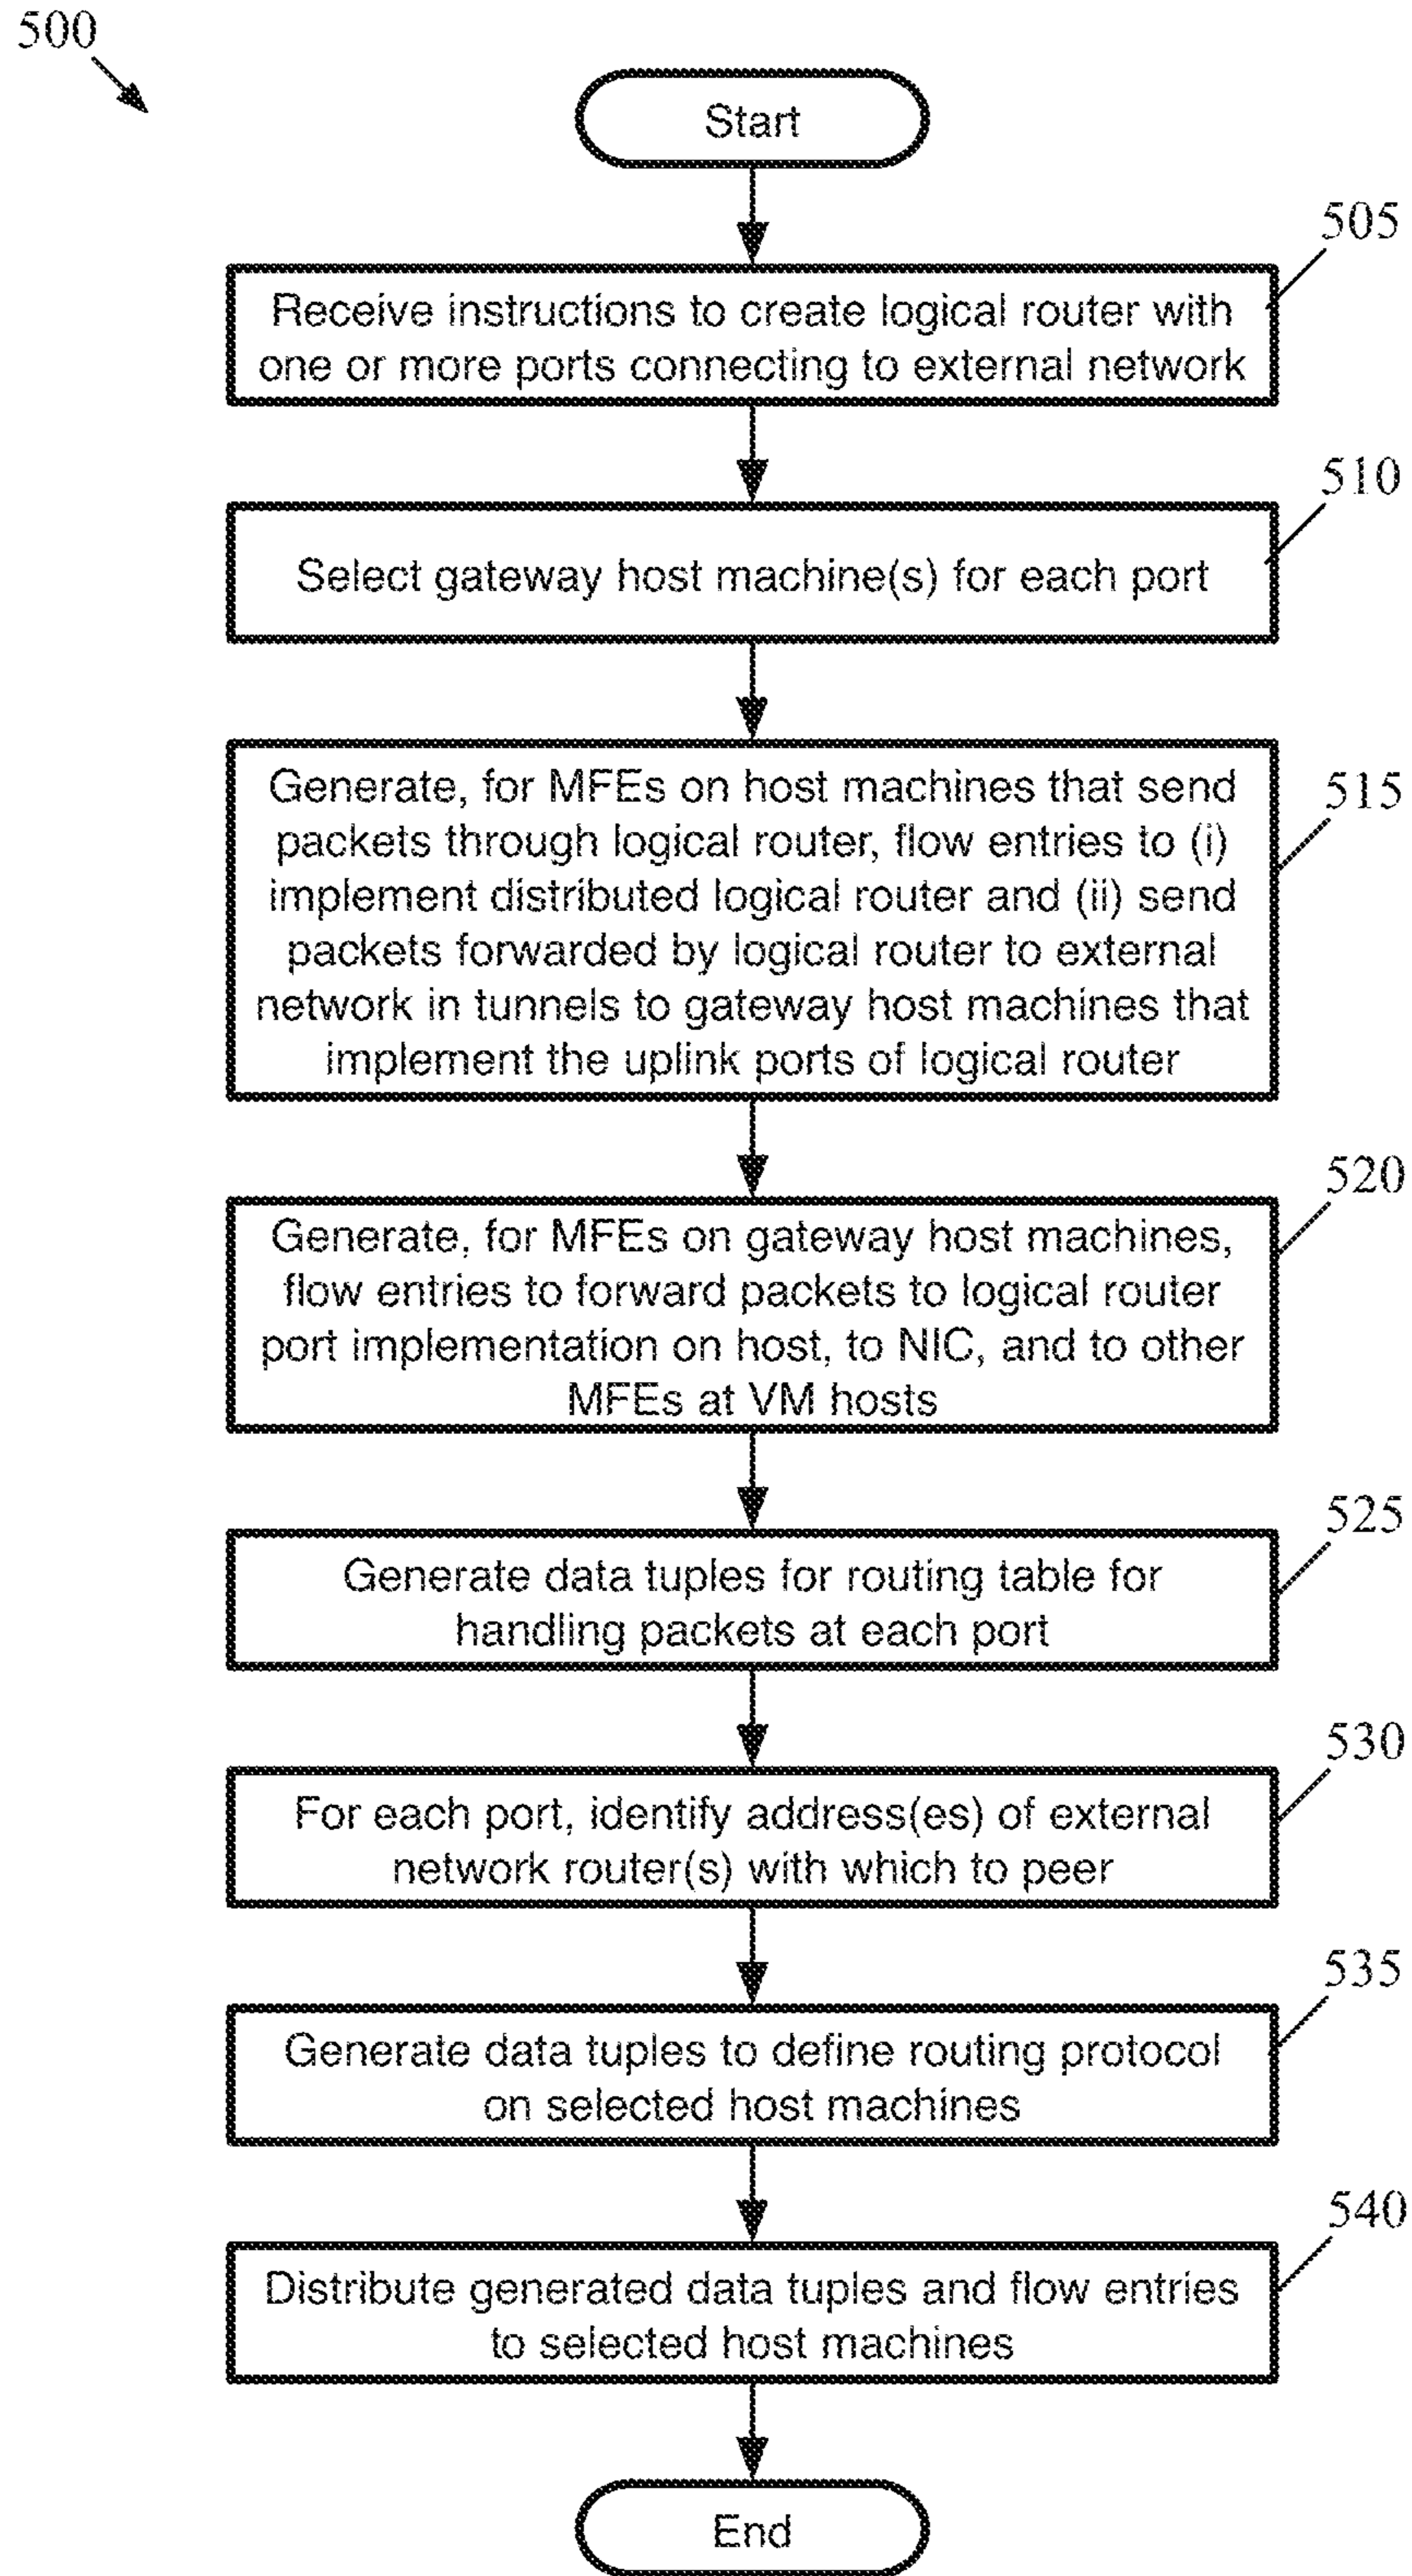 500
Start
505
Receive instructions to create logical router with
one or more ports connecting to external network
510
Select gateway host machine(s) for each port
515
Generate, for MFEs on host machines that send
packets through logical router, flow entries to (i)
implement distributed logical router and (ii) send
packets forwarded by logical router to external
network in tunnels to gateway host machines that
implement the uplink ports of logical router
520
Generate, for MFEs on gateway host machines,
flow entries to forward packets to logical router
port implementation on host, to NIC, and to other
MFEs at VM hosts
525
Generate data tuples for routing table for
handling packets at each port
530
For each port, identify address(es) of external
network router(s) with which to peer
535
Generate data tuples to define routing protocol
on selected host machines
540
Distribute generated data tuples and flow entries
to selected host machines
End